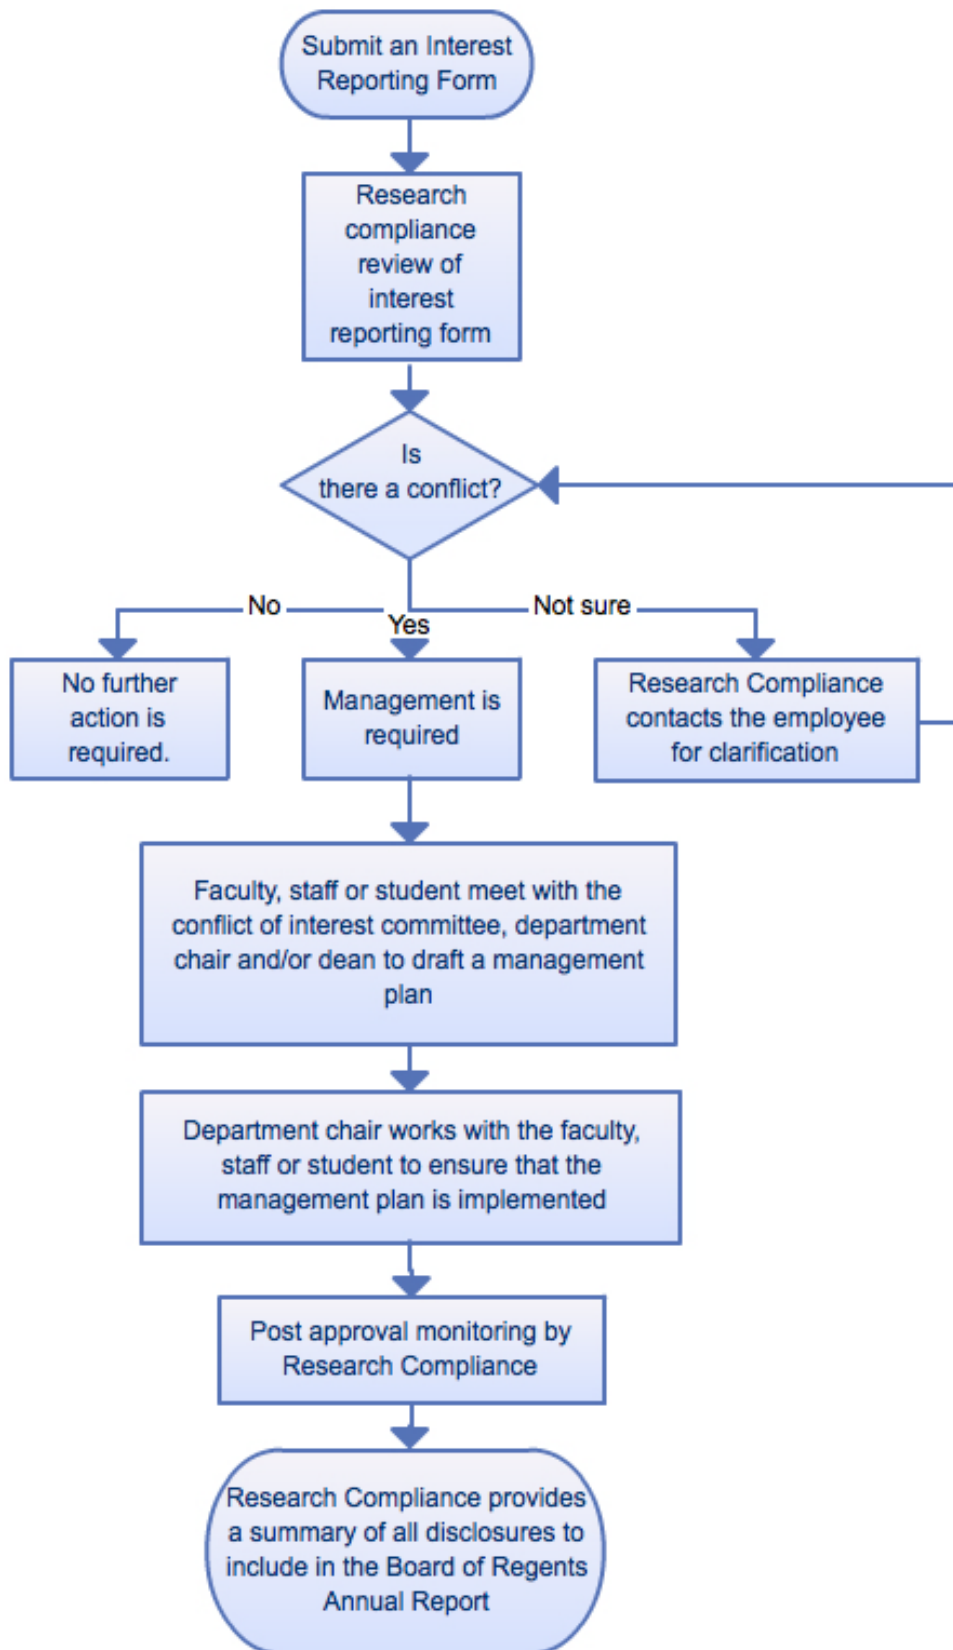 Submit an Interest
Reporting Form
Research
compliance
review of
interest
reporting form
Is
there a conflict?
No
Yes
Not sure
No further
action is
required.
Management is
required
Research Compliance
contacts the employee
for clarification
Faculty, staff or student meet with the
conflict of interest committee, department
chair and/or dean to draft a management
plan
Department chair works with the faculty,
staff or student to ensure that the
management plan is implemented
Post approval monitoring by
Research Compliance
Research Compliance provides
a summary of all disclosures to
include in the Board of Regents
Annual Report